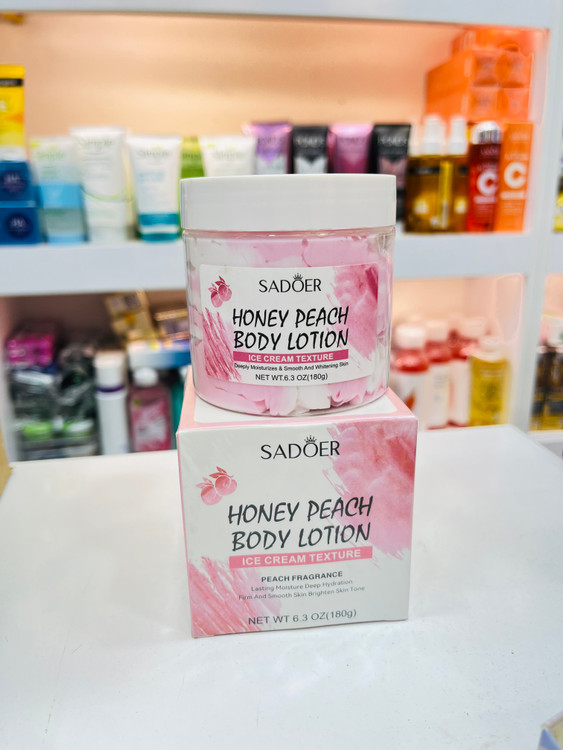 SADOER
HONEY PEACH
BODY LOTION
ICE CREAM TEXTURE
Deeply Moisturizes & Smooth And Whitening Skin
NET WT.6.3 OZ(180g)
SADOER
HONEY PEACH
BODY LOTION
ICE CREAM TEXTURE
PEACH FRAGRANCE
Lasting Moisture Deep Hydration
Firm And Smooth Skin Brighten Skin Tone
NET WT 6.3 OZ(180g)